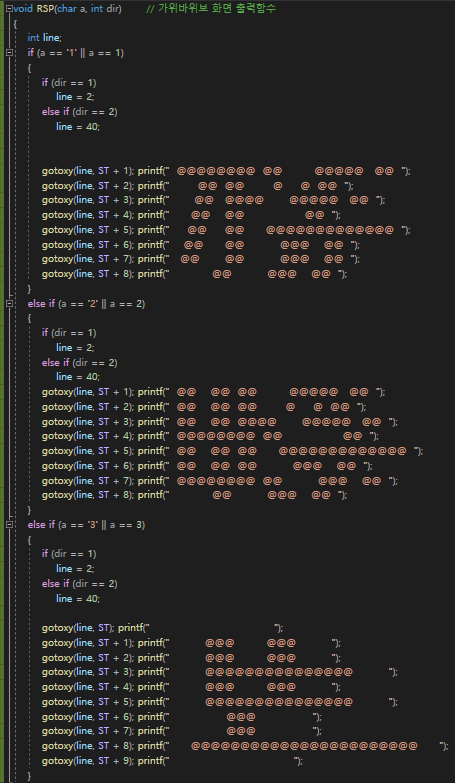 void RSP(char a, int dir)     // 가위바위보 화면 출력함수
{
    int line;
    if (a == '1' || a == 1)
    {
        if (dir == 1)
            line = 2;
        else if (dir == 2)
            line = 40;
        gotoxy(line, ST + 1); printf("  @@@@@@@@  @@         @@@@@   @@  ");
        gotoxy(line, ST + 2); printf("        @@  @@        @     @  @@  ");
        gotoxy(line, ST + 3); printf("       @@   @@@@       @@@@@   @@  ");
        gotoxy(line, ST + 4); printf("      @@    @@                 @@  ");
        gotoxy(line, ST + 5); printf("     @@     @@      @@@@@@@@@@@@@  ");
        gotoxy(line, ST + 6); printf("    @@      @@          @@@    @@  ");
        gotoxy(line, ST + 7); printf("   @@       @@          @@@    @@  ");
        gotoxy(line, ST + 8); printf("            @@          @@@    @@  ");
    }
    else if (a == '2' || a == 2)
    {
        if (dir == 1)
            line = 2;
        else if (dir == 2)
            line = 40;
        gotoxy(line, ST + 1); printf("  @@    @@  @@         @@@@@   @@  ");
        gotoxy(line, ST + 2); printf("  @@    @@  @@        @     @  @@  ");
        gotoxy(line, ST + 3); printf("  @@    @@  @@@@       @@@@@   @@  ");
        gotoxy(line, ST + 4); printf("  @@@@@@@@  @@                 @@  ");
        gotoxy(line, ST + 5); printf("  @@    @@  @@      @@@@@@@@@@@@@  ");
        gotoxy(line, ST + 6); printf("  @@    @@  @@          @@@    @@  ");
        gotoxy(line, ST + 7); printf("  @@@@@@@@  @@          @@@    @@  ");
        gotoxy(line, ST + 8); printf("            @@          @@@    @@  ");
    }
    else if (a == '3' || a == 3)
    {
        if (dir == 1)
            line = 2;
        else if (dir == 2)
            line = 40;
        gotoxy(line, ST); printf("                                   ");
        gotoxy(line, ST + 1); printf("          @@@         @@@          ");
        gotoxy(line, ST + 2); printf("          @@@         @@@          ");
        gotoxy(line, ST + 3); printf("          @@@@@@@@@@@@@@@          ");
        gotoxy(line, ST + 4); printf("          @@@         @@@          ");
        gotoxy(line, ST + 5); printf("          @@@@@@@@@@@@@@@          ");
        gotoxy(line, ST + 6); printf("                @@@                ");
        gotoxy(line, ST + 7); printf("                @@@                ");
        gotoxy(line, ST + 8); printf("      @@@@@@@@@@@@@@@@@@@@@@@      ");
        gotoxy(line, ST + 9); printf("                                   ");
    }